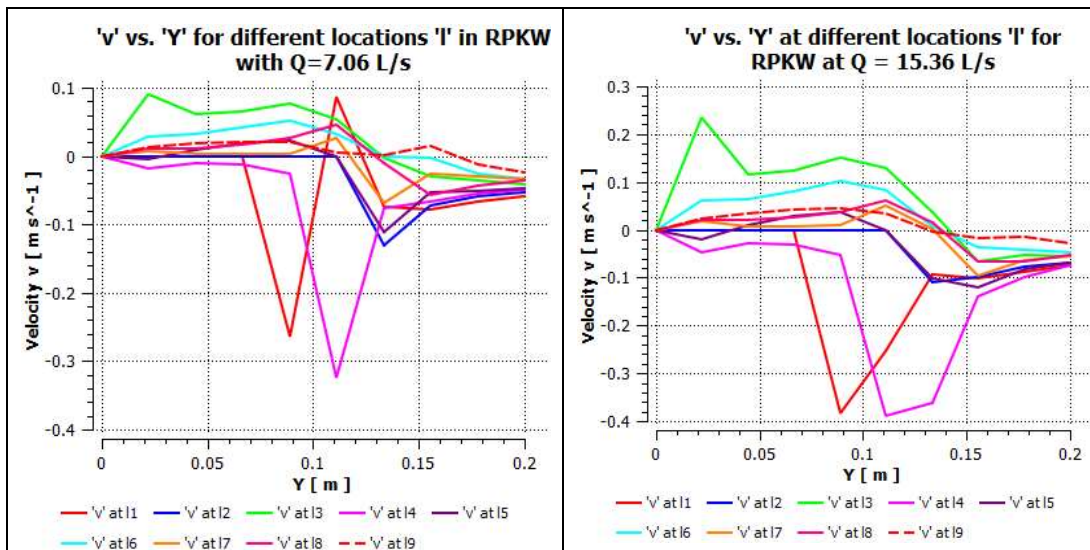 'v' vs. 'Y' for different locations 'l' in RPKW
with Q=7.06 L/s
0.1
0
-0.1
-0.2
-0.3
-0.4
Velocity v [ m s^-1 ]
0
0.05
0.1
0.15
0.2
Y [ m ]
'v' at l1
'v' at l2
'v' at l3
'v' at l4
'v' at l5
'v' at l6
'v' at l7
'v' at l8
'v' at l9
'v' vs. 'Y' at different locations 'l' for
RPKW at Q = 15.36 L/s
0.3
0.2
0.1
0
-0.1
-0.2
-0.3
-0.4
Velocity v [ m s^-1 ]
0
0.05
0.1
0.15
0.2
Y [ m ]
'v' at l1
'v' at l2
'v' at l3
'v' at l4
'v' at l5
'v' at l6
'v' at l7
'v' at l8
'v' at l9